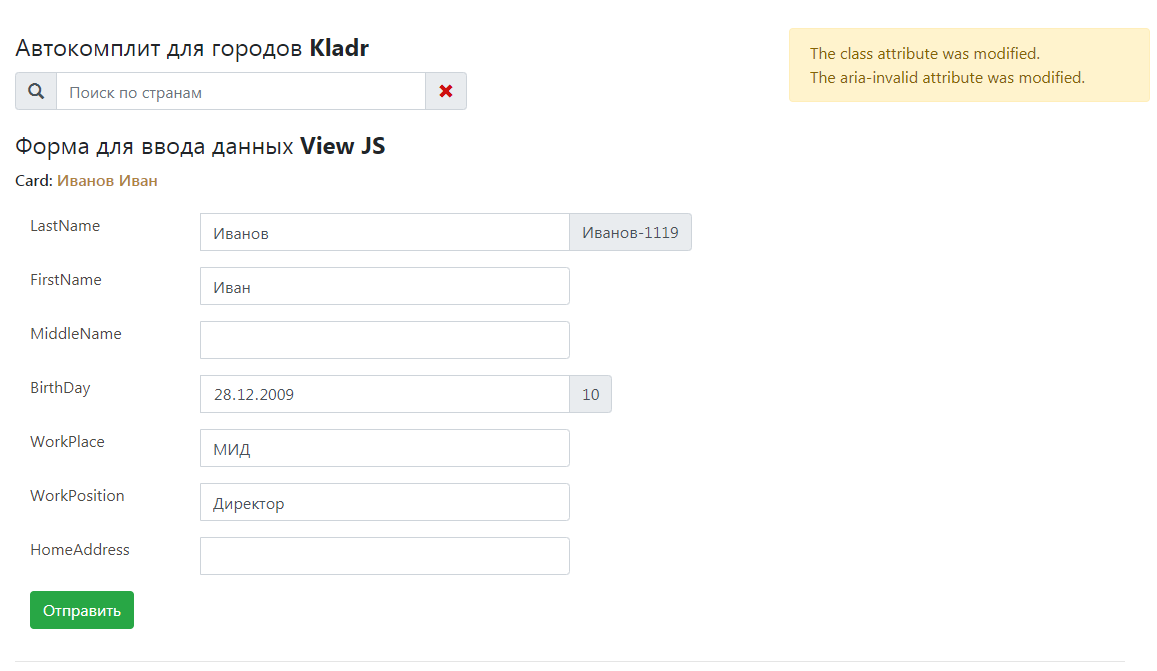 Автокомплит для городов Kladr
The class attribute was modified.
The aria-invalid attribute was modified.
Поиск по странам
Форма для ввода данных View JS
Card: Иванов Иван
LastName Иванов Иванов-1119
FirstName Иван
MiddleName
BirthDay 28.12.2009 10
WorkPlace МИД
WorkPosition Директор
HomeAddress
Отправить